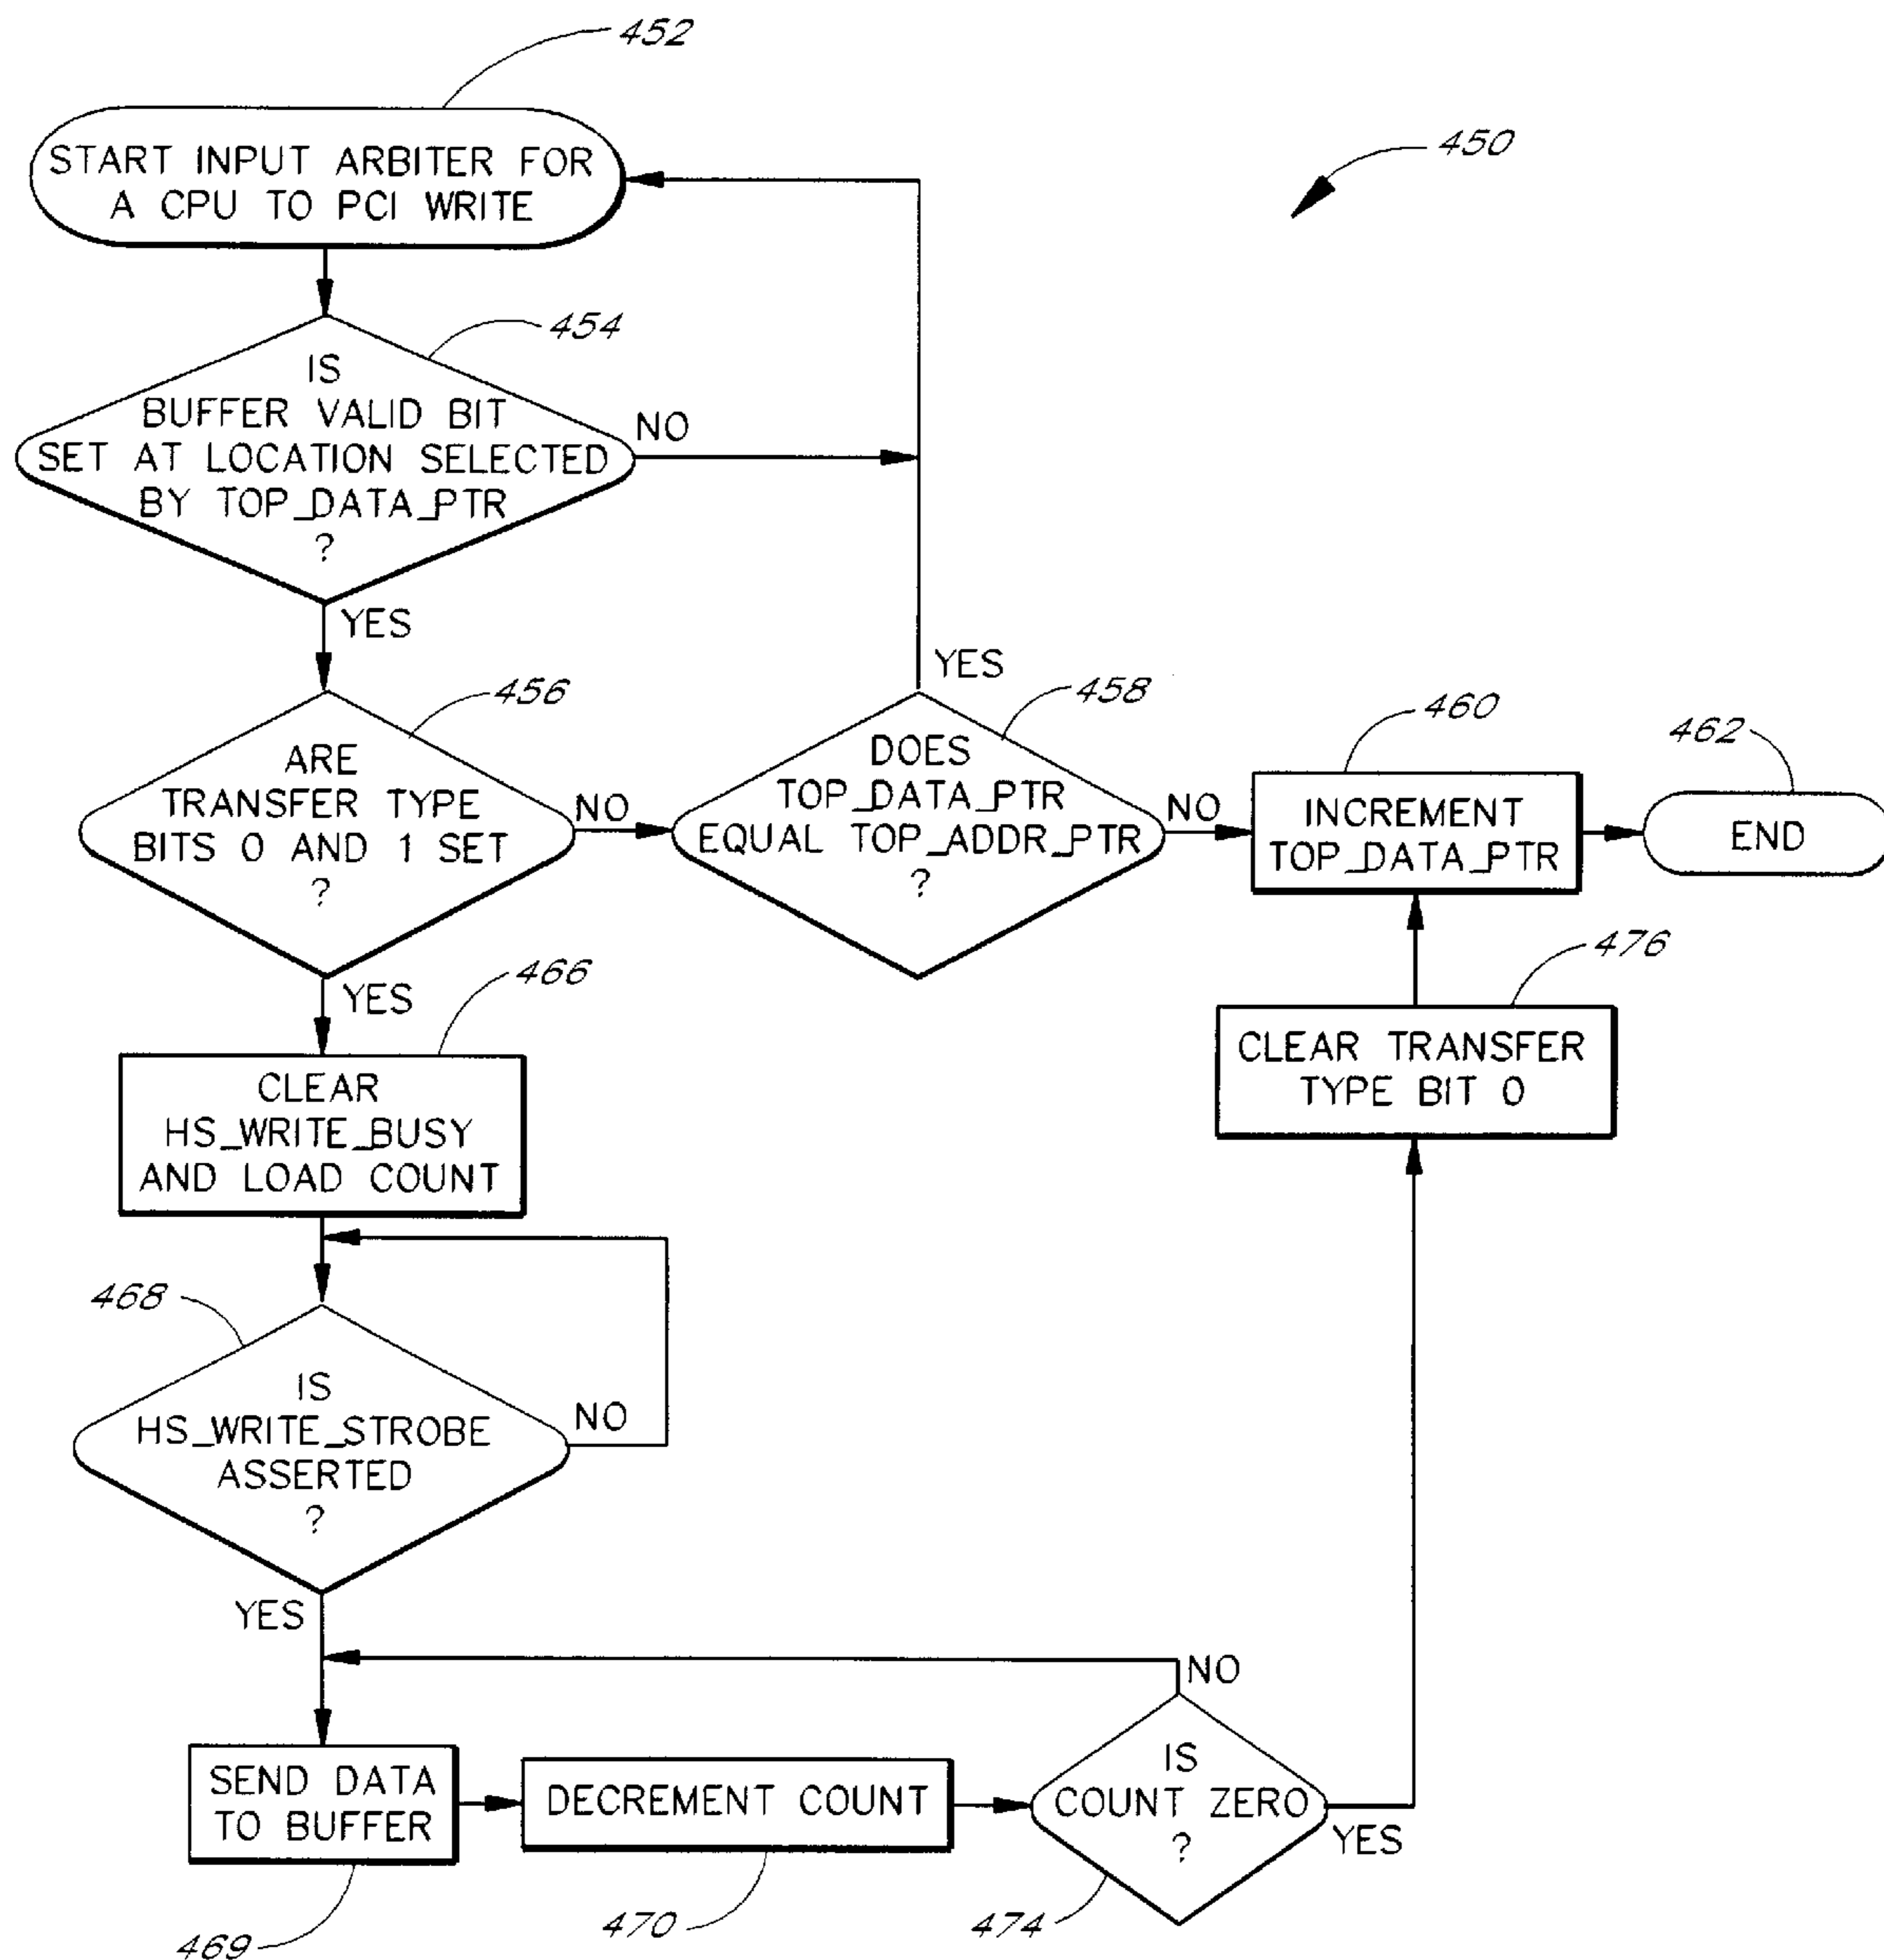 452
START INPUT ARBITER FOR
A CPU TO PCI WRITE
450
454
IS
BUFFER VALID BIT
SET AT LOCATION SELECTED
BY TOP_DATA_PTR
?
NO
YES
456
ARE
TRANSFER TYPE
BITS 0 AND 1 SET
?
NO
YES
YES
458
DOES
TOP_DATA_PTR
EQUAL TOP_ADDR_PTR
?
NO
460
INCREMENT
TOP_DATA_PTR
462
END
476
CLEAR TRANSFER
TYPE BIT 0
466
CLEAR
HS_WRITE_BUSY
AND LOAD COUNT
468
IS
HS_WRITE_STROBE
ASSERTED
?
NO
YES
SEND DATA
TO BUFFER
469
DECREMENT COUNT
470
NO
IS
COUNT ZERO
?
YES
474